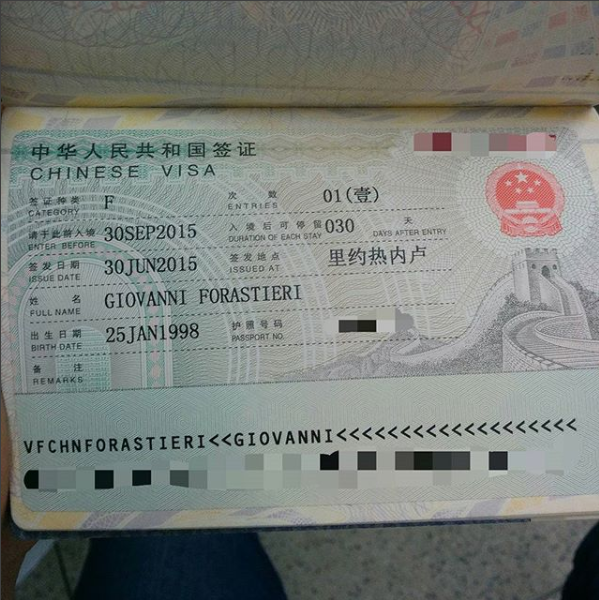 中华人民共和国签证
CHINESE VISA
签证种类 F 次 数 01(壹)
CATEGORY ENTRIES
请于此前入境 30SEP2015 入境后可停留 030 天
ENTER BEFORE DURATION OF EACH STAY DAYS AFTER ENTRY
签发日期 30JUN2015 签发地点 里约热内卢
ISSUE DATE ISSUED AT
姓 名 GIOVANNI FORASTIERI
FULL NAME
出生日期 25JAN1998 护照号码
BIRTH DATE PASSPORT NO.
备 注
REMARKS
VFCHNFORASTIERI<<GIOVANNI<<<<<<<<<<<<<<<<<<<